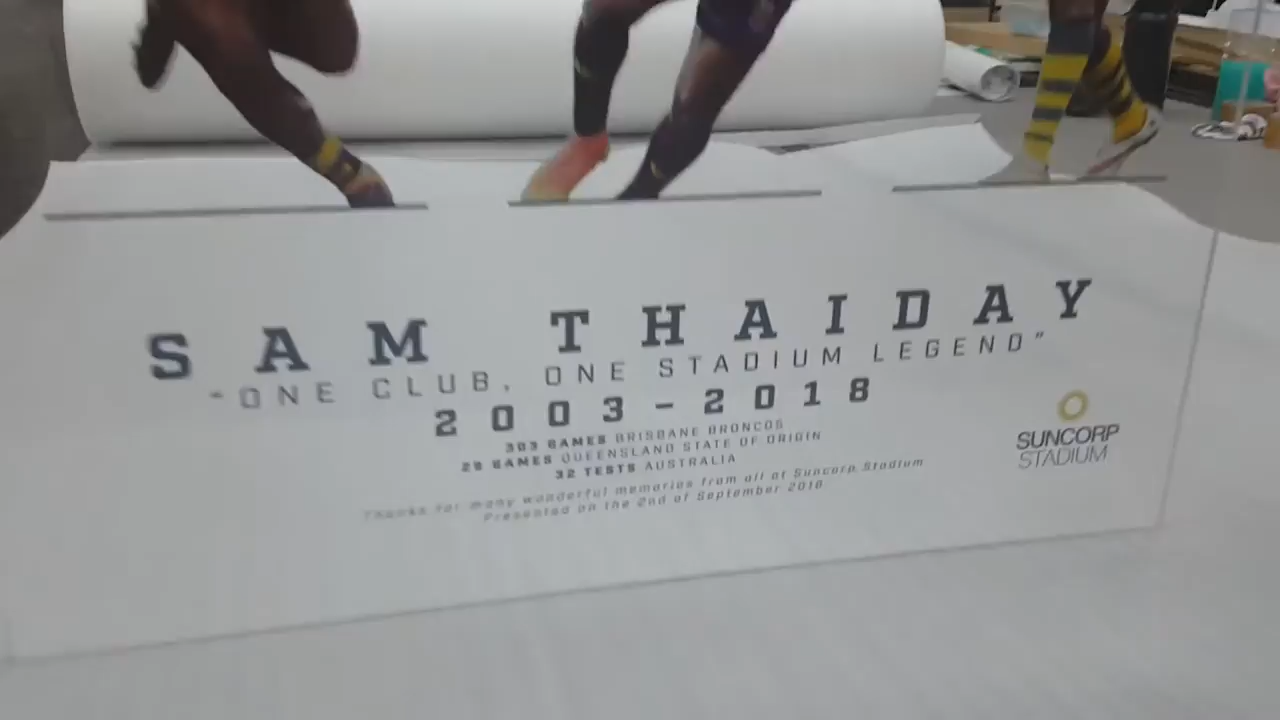 SAM THAIDAY
"ONE CLUB, ONE STADIUM LEGEND"
2003-2018
303 GAMES BRISBANE BRONCOS
29 GAMES QUEENSLAND STATE OF ORIGIN
32 TESTS AUSTRALIA
Thanks for many wonderful memories from all at Suncorp Stadium
Presented on the 2nd of September 2018
SUNCORP
STADIUM